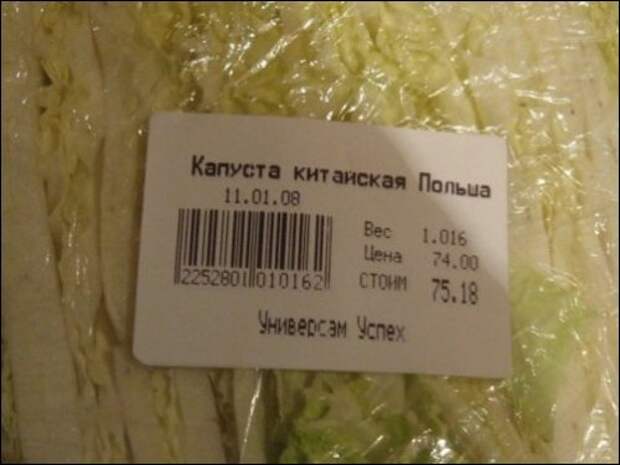 Капуста китайская Польша
11.01.08
Вес 1.016
Цена 74.00
2252801 010162
СТОИМ 75.18
Универсам Успех